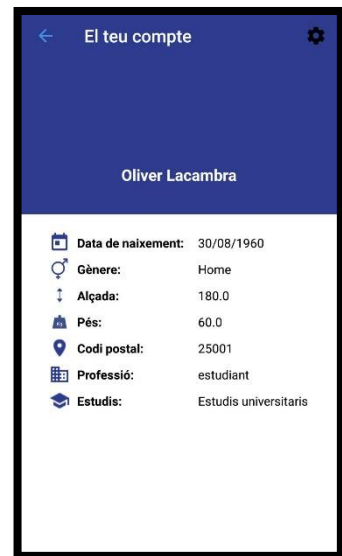 El teu compte
Oliver Lacambra
Data de naixement: 30/08/1960
Gènere: Home
Alçada: 180.0
Pés: 60.0
Codi postal: 25001
Professió: estudiant
Estudis: Estudis universitaris